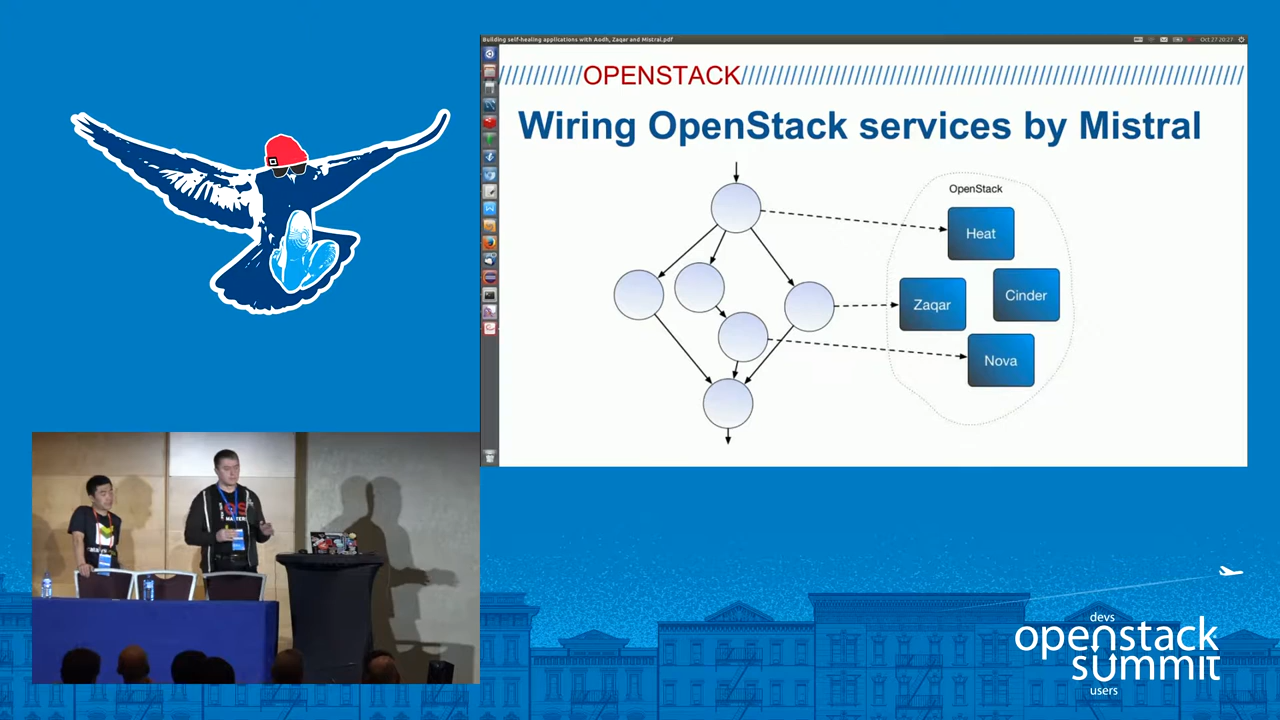 Building self-healing applications with Aodh, Zaqar and Mistral.pdf
Oct 27 20:27
OPENSTACK
Wiring OpenStack services by Mistral
OpenStack
Heat
Zaqar
Cinder
Nova
devs
openstack
summit
users